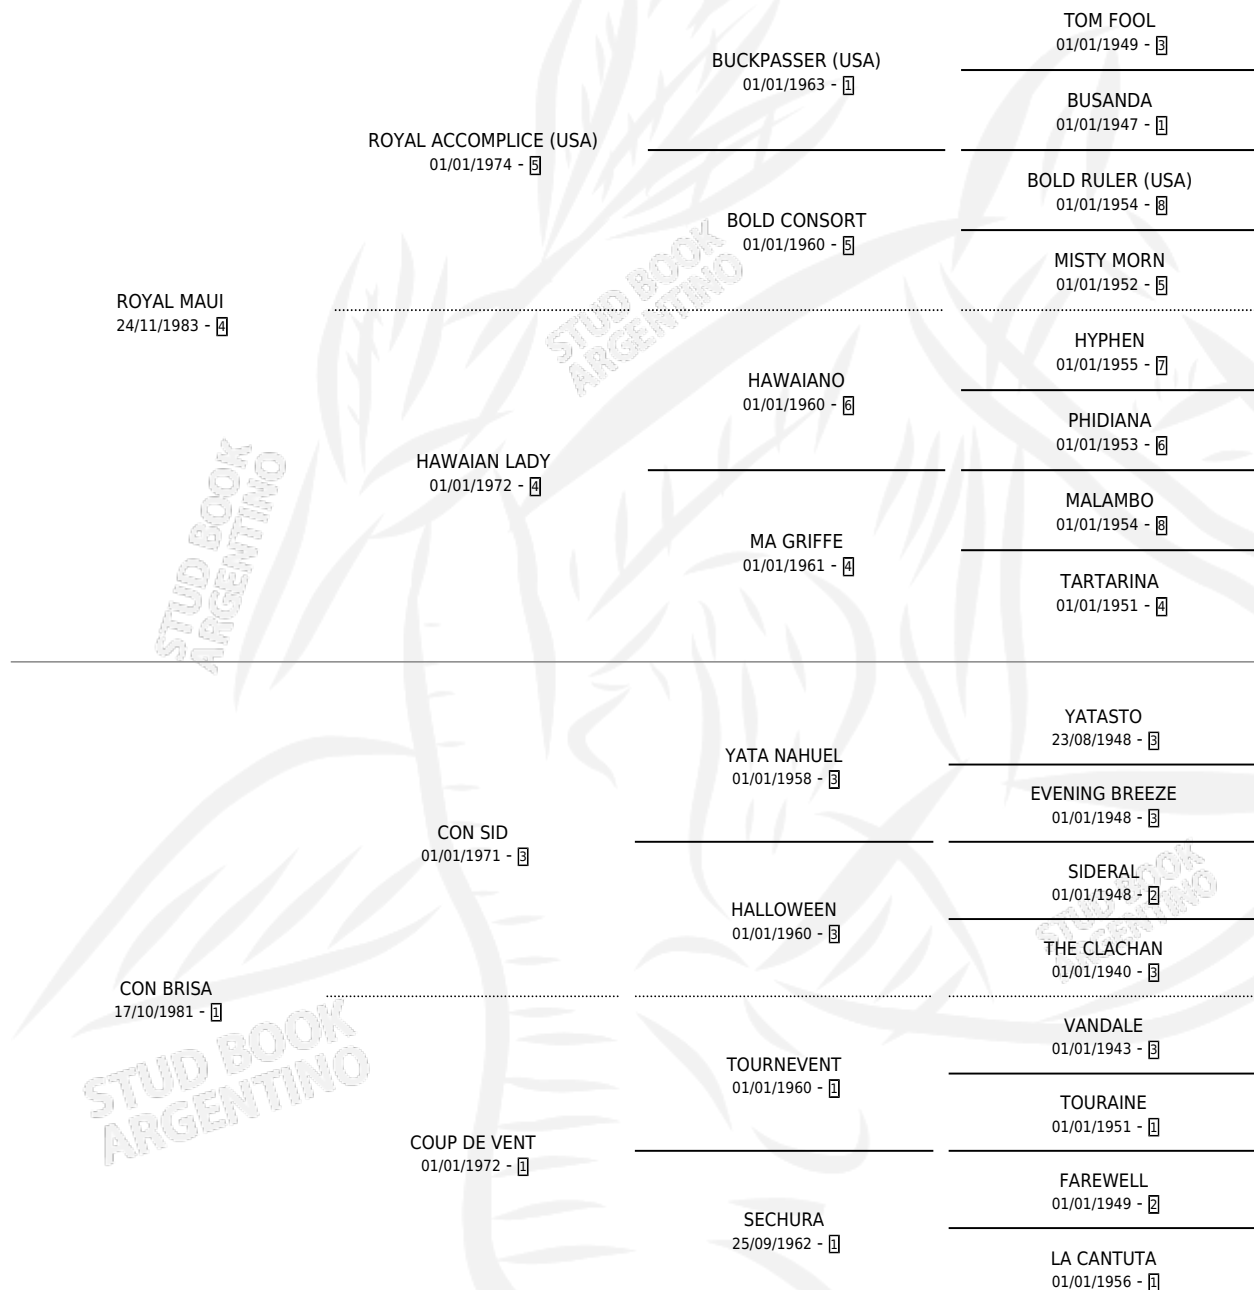 TOM FOOL
01/01/1949 - 3
BUCKPASSER (USA)
01/01/1963 - 1
BUSANDA
01/01/1947 - 1
ROYAL ACCOMPLICE (USA)
01/01/1974 - 5
BOLD RULER (USA)
01/01/1954 - 8
BOLD CONSORT
01/01/1960 - 5
MISTY MORN
01/01/1952 - 5
ROYAL MAUI
24/11/1983 - 4
STUD BOOK
ARGENTINO
HYPHEN
01/01/1955 - 7
HAWAIANO
01/01/1960 - 6
PHIDIANA
01/01/1953 - 6
HAWAIAN LADY
01/01/1972 - 4
MALAMBO
01/01/1954 - 8
MA GRIFFE
01/01/1961 - 4
TARTARINA
01/01/1951 - 4
STUD BOOK
ARGENTINO
YATASTO
23/08/1948 - 3
YATA NAHUEL
01/01/1958 - 3
EVENING BREEZE
01/01/1948 - 3
CON SID
01/01/1971 - 3
SIDERAL
01/01/1948 - 2
HALLOWEEN
01/01/1960 - 3
THE CLACHAN
01/01/1940 - 3
STUD BOOK
ARGENTINO
CON BRISA
17/10/1981 - 1
STUD BOOK
ARGENTINO
VANDALE
01/01/1943 - 3
TOURNEVENT
01/01/1960 - 1
TOURAINE
01/01/1951 - 1
COUP DE VENT
01/01/1972 - 1
FAREWELL
01/01/1949 - 2
SECHURA
25/09/1962 - 1
LA CANTUTA
01/01/1956 - 1